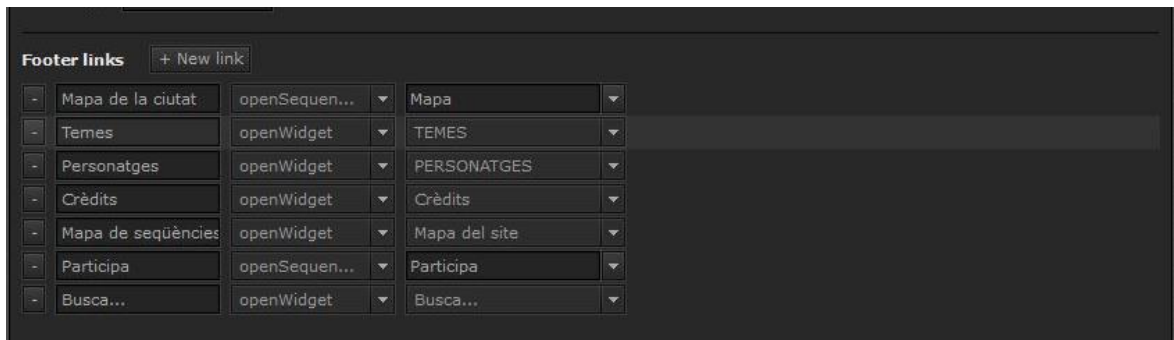 Footer links + New link
- Mapa de la ciutat openSequen... Mapa
- Temes openWidget TEMES
- Personatges openWidget PERSONATGES
- Crèdits openWidget Crèdits
- Mapa de seqüències openWidget Mapa del site
- Participa openSequen... Participa
- Busca... openWidget Busca...